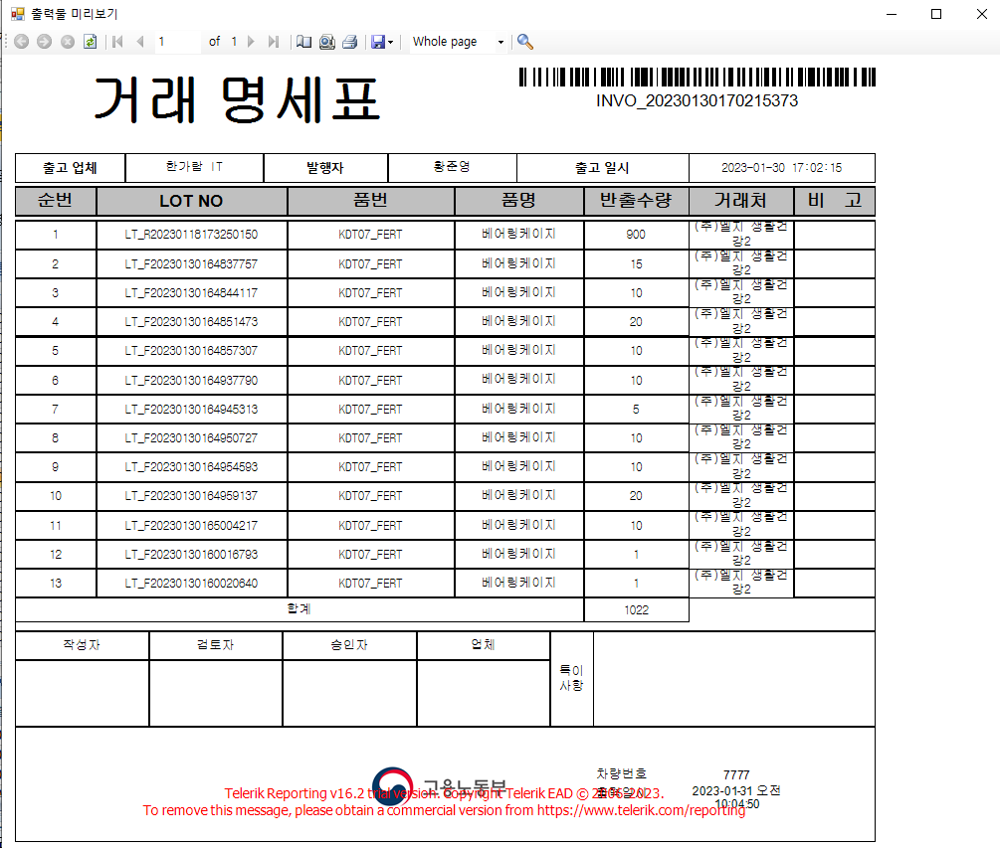 출력물 미리보기
1 of 1 Whole page
거래 명세표
INVO_20230130170215373
출고 업체 한가람 IT 발행자 황준영 출고 일시 2023-01-30 17:02:15
순번 LOT NO 품번 품명 반출수량 거래처 비 고
1 LT_R20230118173250150 KDT07_FERT 베어링케이지 900 (주)엘지 생활건강2
2 LT_F20230130164837757 KDT07_FERT 베어링케이지 15 (주)엘지 생활건강2
3 LT_F20230130164844117 KDT07_FERT 베어링케이지 10 (주)엘지 생활건강2
4 LT_F20230130164851473 KDT07_FERT 베어링케이지 20 (주)엘지 생활건강2
5 LT_F20230130164857307 KDT07_FERT 베어링케이지 10 (주)엘지 생활건강2
6 LT_F20230130164937790 KDT07_FERT 베어링케이지 10 (주)엘지 생활건강2
7 LT_F20230130164945313 KDT07_FERT 베어링케이지 5 (주)엘지 생활건강2
8 LT_F20230130164950727 KDT07_FERT 베어링케이지 10 (주)엘지 생활건강2
9 LT_F20230130164954593 KDT07_FERT 베어링케이지 10 (주)엘지 생활건강2
10 LT_F20230130164959137 KDT07_FERT 베어링케이지 20 (주)엘지 생활건강2
11 LT_F20230130165004217 KDT07_FERT 베어링케이지 10 (주)엘지 생활건강2
12 LT_F20230130160016793 KDT07_FERT 베어링케이지 1 (주)엘지 생활건강2
13 LT_F20230130160020640 KDT07_FERT 베어링케이지 1 (주)엘지 생활건강2
합계 1022
작성자 검토자 승인자 업체 특이
사항
고용노동부
차량번호 7777
2023-01-31 오전
10:04:50
Telerik Reporting v16.2 trial version. Copyright Telerik EAD © 2006-2023.
To remove this message, please obtain a commercial version from https://www.telerik.com/reporting